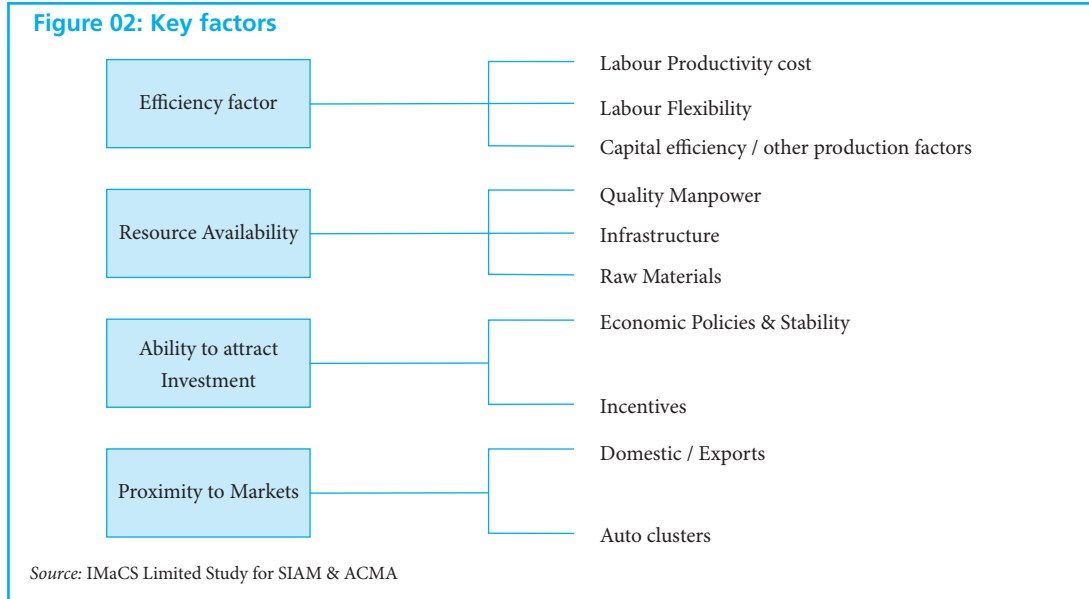 Figure 02: Key factors
Efficiency factor
Labour Productivity cost
Labour Flexibility
Capital efficiency / other production factors
Resource Availability
Quality Manpower
Infrastructure
Raw Materials
Ability to attract
Investment
Economic Policies & Stability
Incentives
Proximity to Markets
Domestic / Exports
Auto clusters
Source: IMaCS Limited Study for SIAM & ACMA